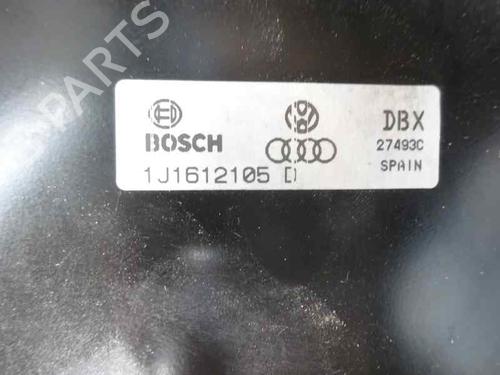 PARTS
BOSCH
DBX
27493C
SPAIN
1J1612105